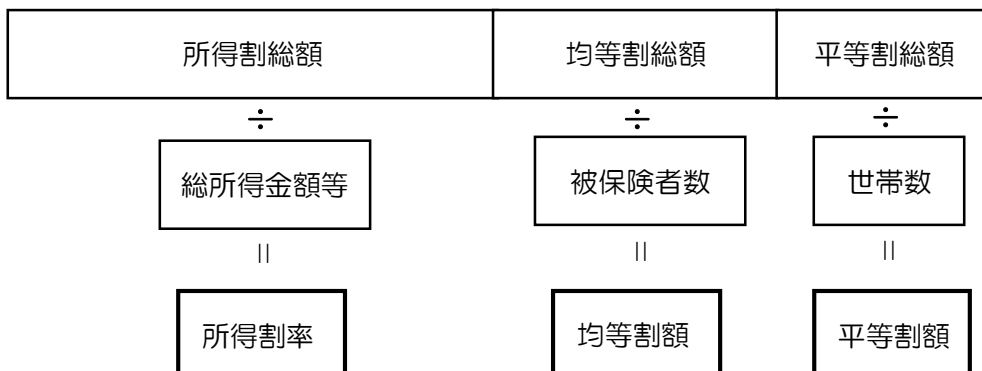 所得割総額 均等割総額 平等割総額
÷ ÷ ÷
総所得金額等 被保険者数 世帯数
＝ ＝ ＝
所得割率 均等割額 平等割額